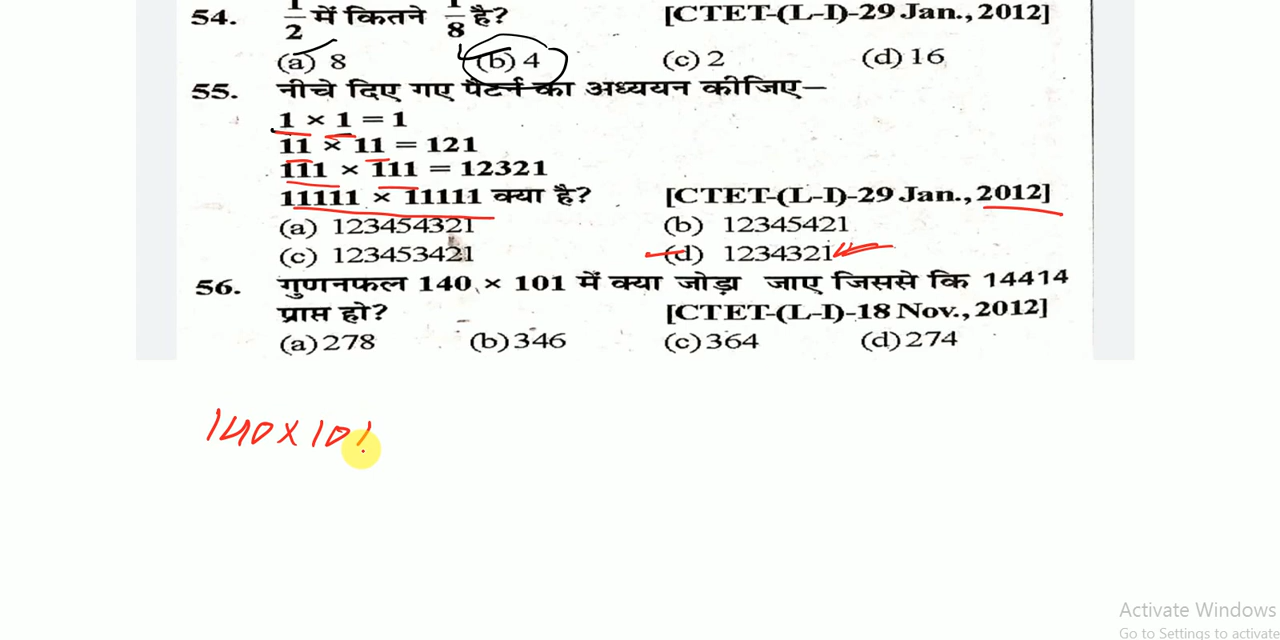 54. 1/2 में कितने 1/8 है? [CTET-(L-I)-29 Jan., 2012]
(a) 8 (b) 4 (c) 2 (d) 16
55. नीचे दिए गए पैटर्न का अध्ययन कीजिए–
1 × 1 = 1
11 × 11 = 121
111 × 111 = 12321
11111 × 11111 क्या है? [CTET-(L-I)-29 Jan., 2012]
(a) 123454321 (b) 12345421
(c) 123453421 (d) 1234321
56. गुणनफल 140 × 101 में क्या जोड़ा जाए जिससे कि 14414
प्राप्त हो? [CTET-(L-I)-18 Nov., 2012]
(a) 278 (b) 346 (c) 364 (d) 274
140 × 101
Activate Windows
Go to Settings to activate